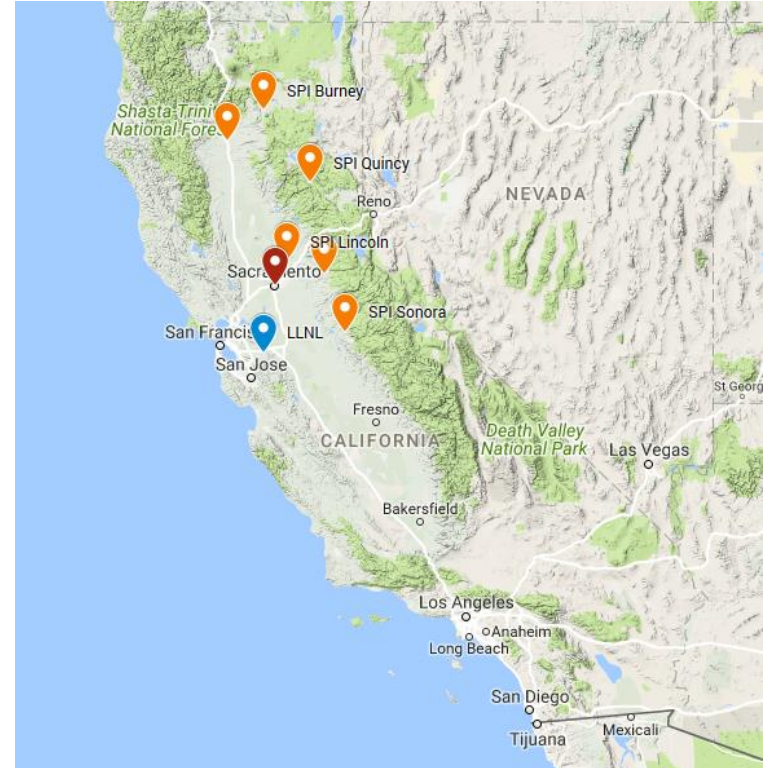 SPI Burney
Shasta-Trini
National Fores
SPI Quincy
Reno
NEVADA
SPI Lincoln
Sacramento
SPI Sonora
San Francis
LLNL
San Jose
St Georg
Fresno
Death Valley
National Park
CALIFORNIA
Las Vegas
Bakersfield
Los Angeles
Anaheim
Long Beach
San Diego
Mexicali
Tijuana